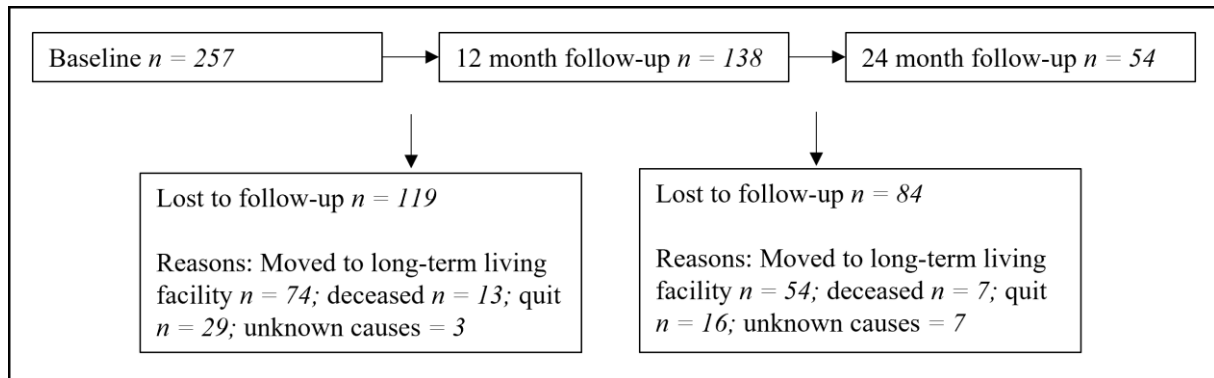 Baseline n = 257
12 month follow-up n = 138
24 month follow-up n = 54
Lost to follow-up n = 119
Reasons: Moved to long-term living
facility n = 74; deceased n = 13; quit
n = 29; unknown causes = 3
Lost to follow-up n = 84
Reasons: Moved to long-term living
facility n = 54; deceased n = 7; quit
n = 16; unknown causes = 7